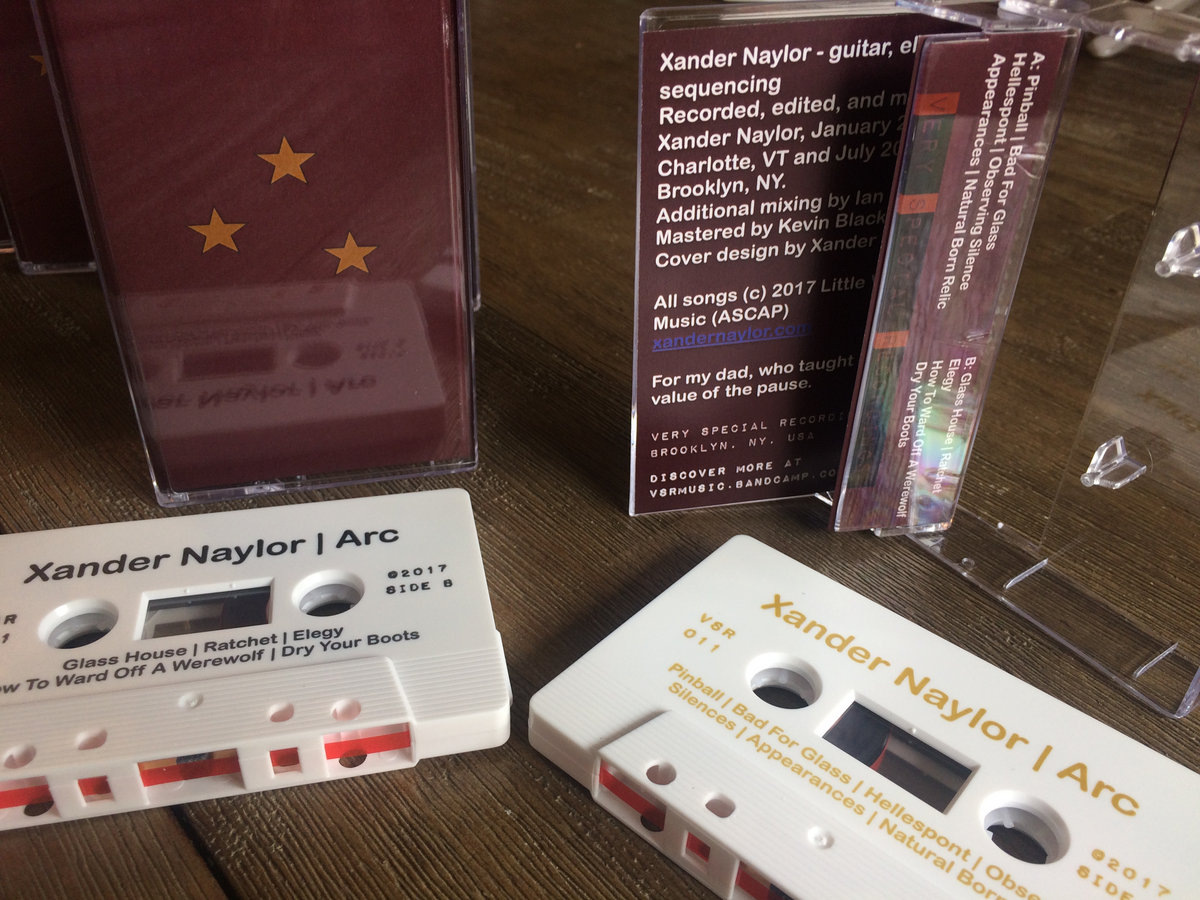 Xander Naylor - guitar, el
sequencing
Recorded, edited, and m
Xander Naylor, January 2
Charlotte, VT and July 20
Brooklyn, NY.
Additional mixing by Ian
Mastered by Kevin Black
Cover design by Xander
All songs (c) 2017 Little
Music (ASCAP)
xandernaylor.com
For my dad, who taught
value of the pause.
VERY SPECIAL RECORDI
BROOKLYN, NY, USA
DISCOVER MORE AT
VSRMUSIC.BANDCAMP.CO
A: Pinball | Bad For Glass
Hellespont | Observing Silence
Appearances | Natural Born Relic
B: Glass House | Ratchet
Elegy
How To Ward Off A Werewolf
Dry Your Boots
VERY SPECI
Xander Naylor | Arc
©2017
SIDE B
R
1
Glass House | Ratchet | Elegy
ow To Ward Off A Werewolf | Dry Your Boots
Xander Naylor | Arc
VSR
011
©2017
SIDE
Pinball | Bad For Glass | Hellespont | Obse
Silences | Appearances | Natural Born